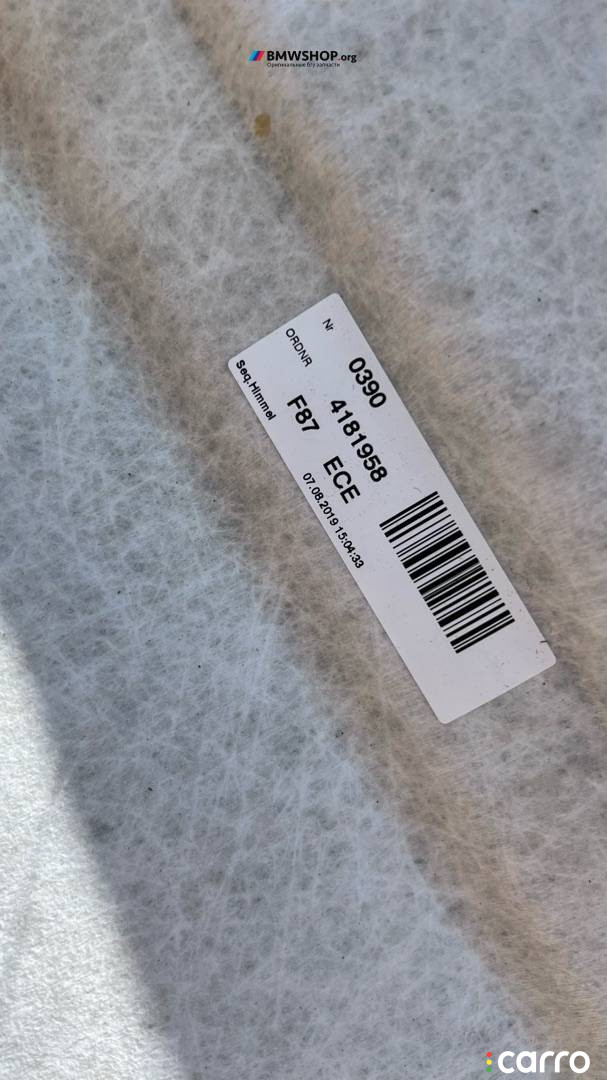 BMWSHOP.org
Оригинальные б/у запчасти
Nr 0390
ORDNR 4181958
F87 ECE
Seq.Himmel 07.08.2019 15:04:33
carro